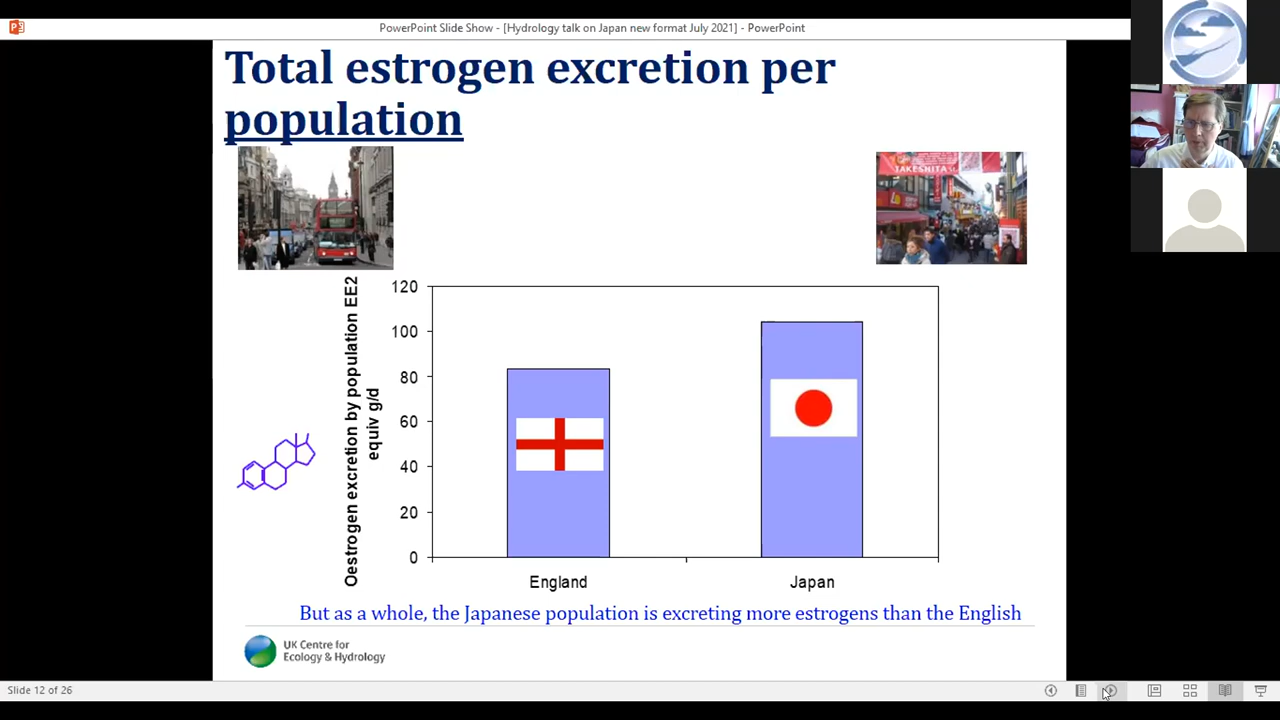 PowerPoint Slide Show - [Hydrology talk on Japan new format July 2021] - PowerPoint
Total estrogen excretion per
population
TAKESHITA
Oestrogen excretion by population EE2
equiv g/d
120
100
80
60
40
20
0
England
Japan
But as a whole, the Japanese population is excreting more estrogens than the English
UK Centre for
Ecology & Hydrology
Slide 12 of 26